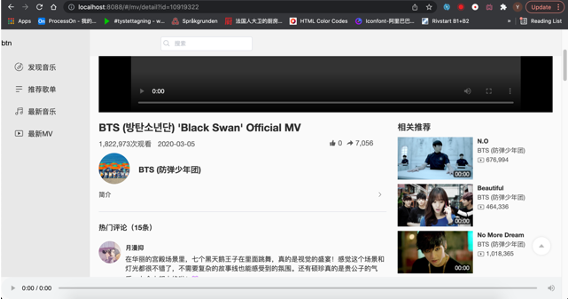 localhost:8088/#/mv/detail?id=10919322
Update
Apps
ProcessOn - 我的...
#tystettagning - w...
Språkgrunden
法国人大卫的厨房...
HTML Color Codes
Iconfont-阿里巴巴...
Rivstart B1+B2
»
Reading List
btn
搜索
发现音乐
推荐歌单
最新音乐
最新MV
0:00
BTS (방탄소년단) 'Black Swan' Official MV
1,822,973次观看 2020-03-05
0 7,056
BTS (防弹少年团)
简介
热门评论（15条）
月漫抑
在华丽的宫殿场景里，七个黑天鹅王子在里面跳舞，真的是视觉的盛宴！感觉这个场景和
灯光都很不错了，不需要复杂的故事线也能感受到的氛围。还有硕珍真的是贵公子的气
相关推荐
00:00
N.O
BTS (防弹少年团)
676,994
00:00
Beautiful
BTS (防弹少年团)
464,336
00:00
No More Dream
BTS (防弹少年团)
1,018,365
0:00 / 0:00